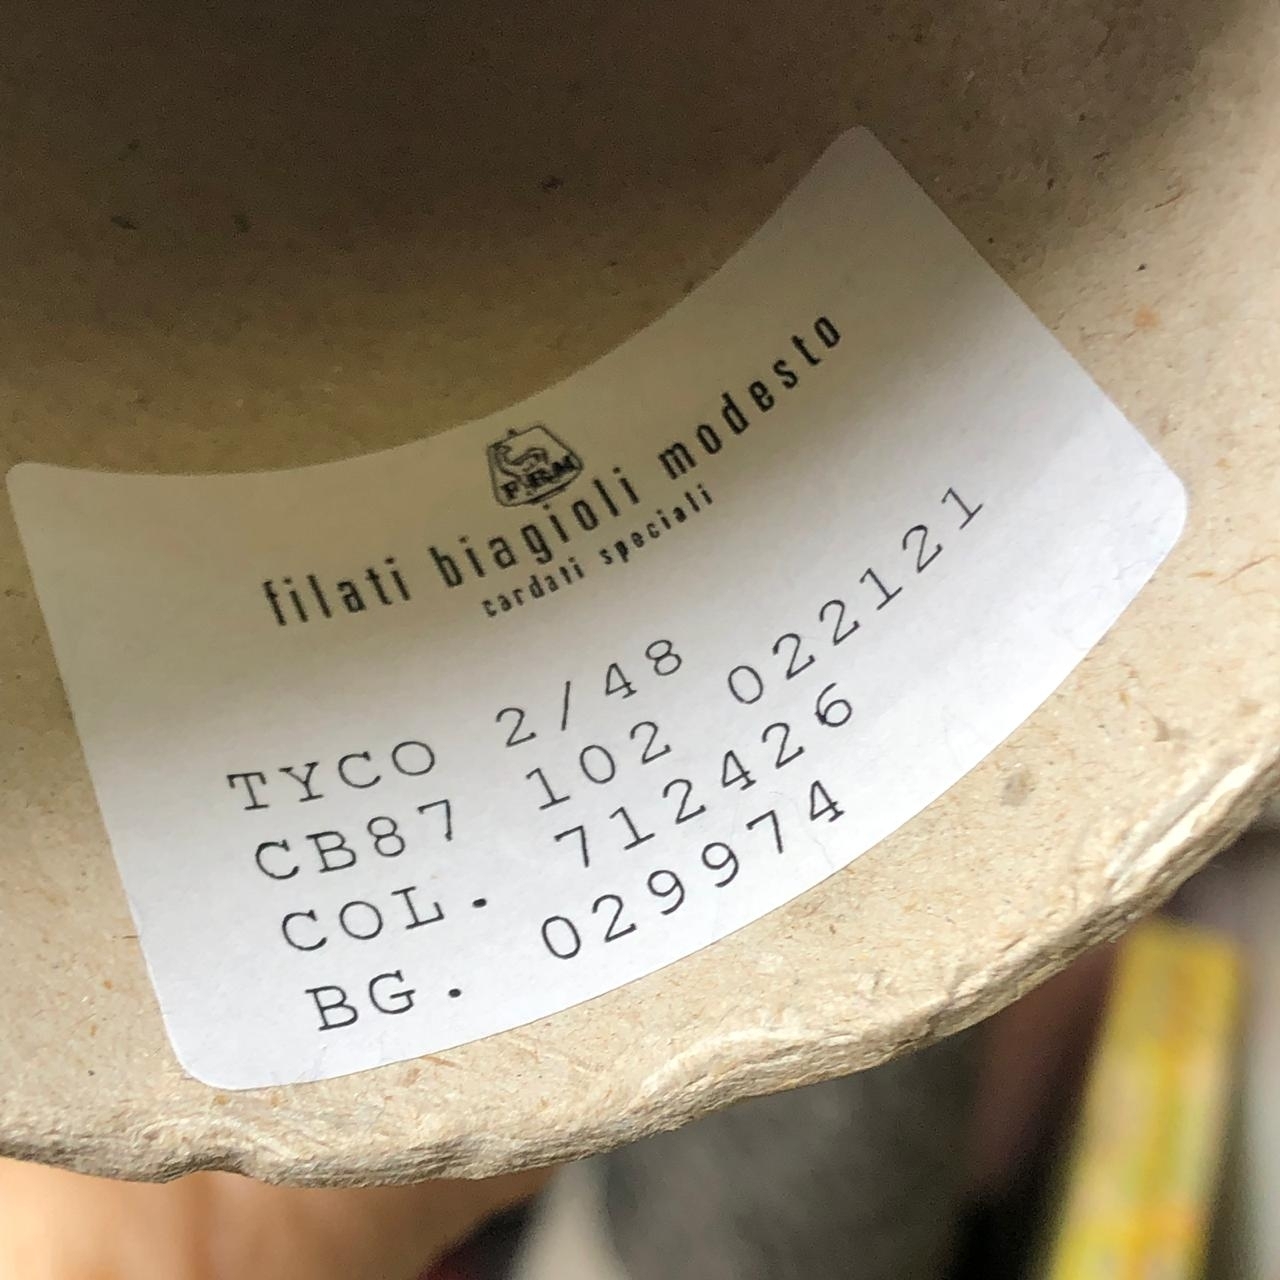 F.B.M
filati biagioli modesto
cardati speciali
TYCO 2/48
CB87 102 022121
COL. 712426
BG. 029974